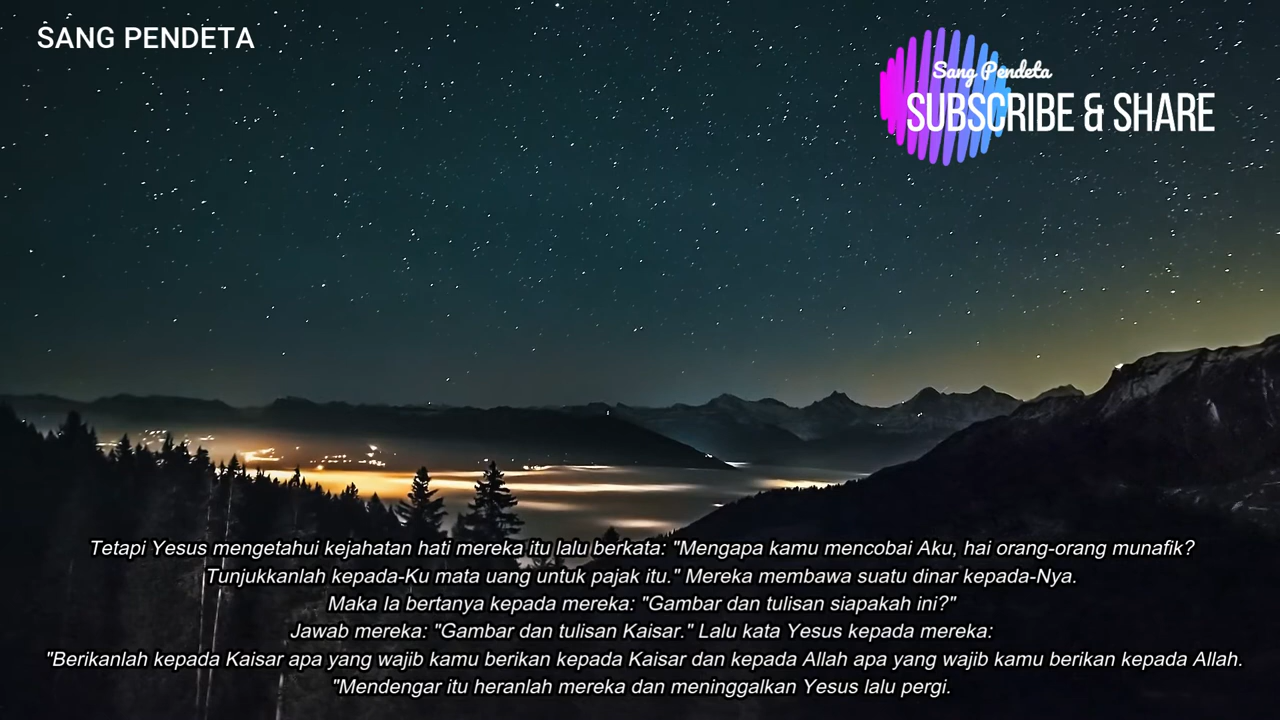 SANG PENDETA
Sang Pendeta
SUBSCRIBE & SHARE
Tetapi Yesus mengetahui kejahatan hati mereka itu lalu berkata: "Mengapa kamu mencobai Aku, hai orang-orang munafik?
Tunjukkanlah kepada-Ku mata uang untuk pajak itu." Mereka membawa suatu dinar kepada-Nya.
Maka Ia bertanya kepada mereka: "Gambar dan tulisan siapakah ini?"
Jawab mereka: "Gambar dan tulisan Kaisar." Lalu kata Yesus kepada mereka:
"Berikanlah kepada Kaisar apa yang wajib kamu berikan kepada Kaisar dan kepada Allah apa yang wajib kamu berikan kepada Allah.
"Mendengar itu heranlah mereka dan meninggalkan Yesus lalu pergi.